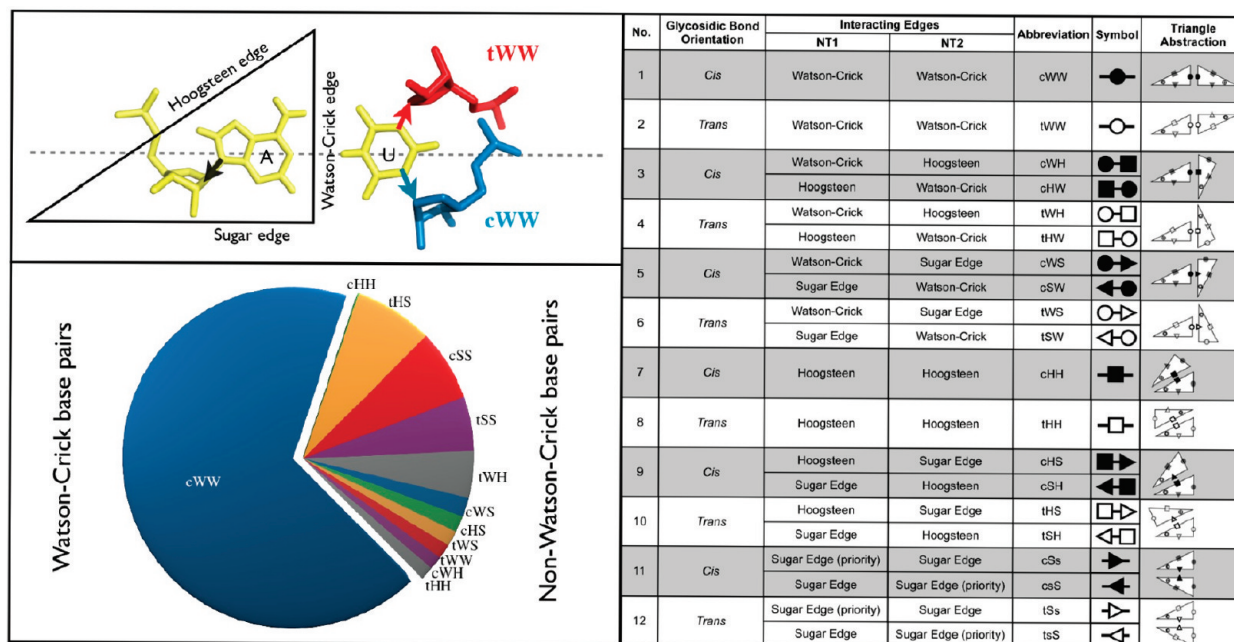 Hoogsteen edge
Watson-Crick edge
Sugar edge
A
U
tWW
cWW
Watson-Crick base pairs
Non-Watson-Crick base pairs
cWW
cHH
tHS
cSS
tSS
tWH
cWS
cHS
tWS
tWW
cWH
tHH
No. Glycosidic Bond Orientation Interacting Edges Abbreviation Symbol Triangle Abstraction
NT1 NT2
1 Cis Watson-Crick Watson-Crick cWW
2 Trans Watson-Crick Watson-Crick tWW
3 Cis Watson-Crick Hoogsteen cWH
Hoogsteen Watson-Crick cHW
4 Trans Watson-Crick Hoogsteen tWH
Hoogsteen Watson-Crick tHW
5 Cis Watson-Crick Sugar Edge cWS
Sugar Edge Watson-Crick cSW
6 Trans Watson-Crick Sugar Edge tWS
Sugar Edge Watson-Crick tSW
7 Cis Hoogsteen Hoogsteen cHH
8 Trans Hoogsteen Hoogsteen tHH
9 Cis Hoogsteen Sugar Edge cHS
Sugar Edge Hoogsteen cSH
10 Trans Hoogsteen Sugar Edge tHS
Sugar Edge Hoogsteen tSH
11 Cis Sugar Edge (priority) Sugar Edge cSs
Sugar Edge Sugar Edge (priority) csS
12 Trans Sugar Edge (priority) Sugar Edge tSs
Sugar Edge Sugar Edge (priority) tsS